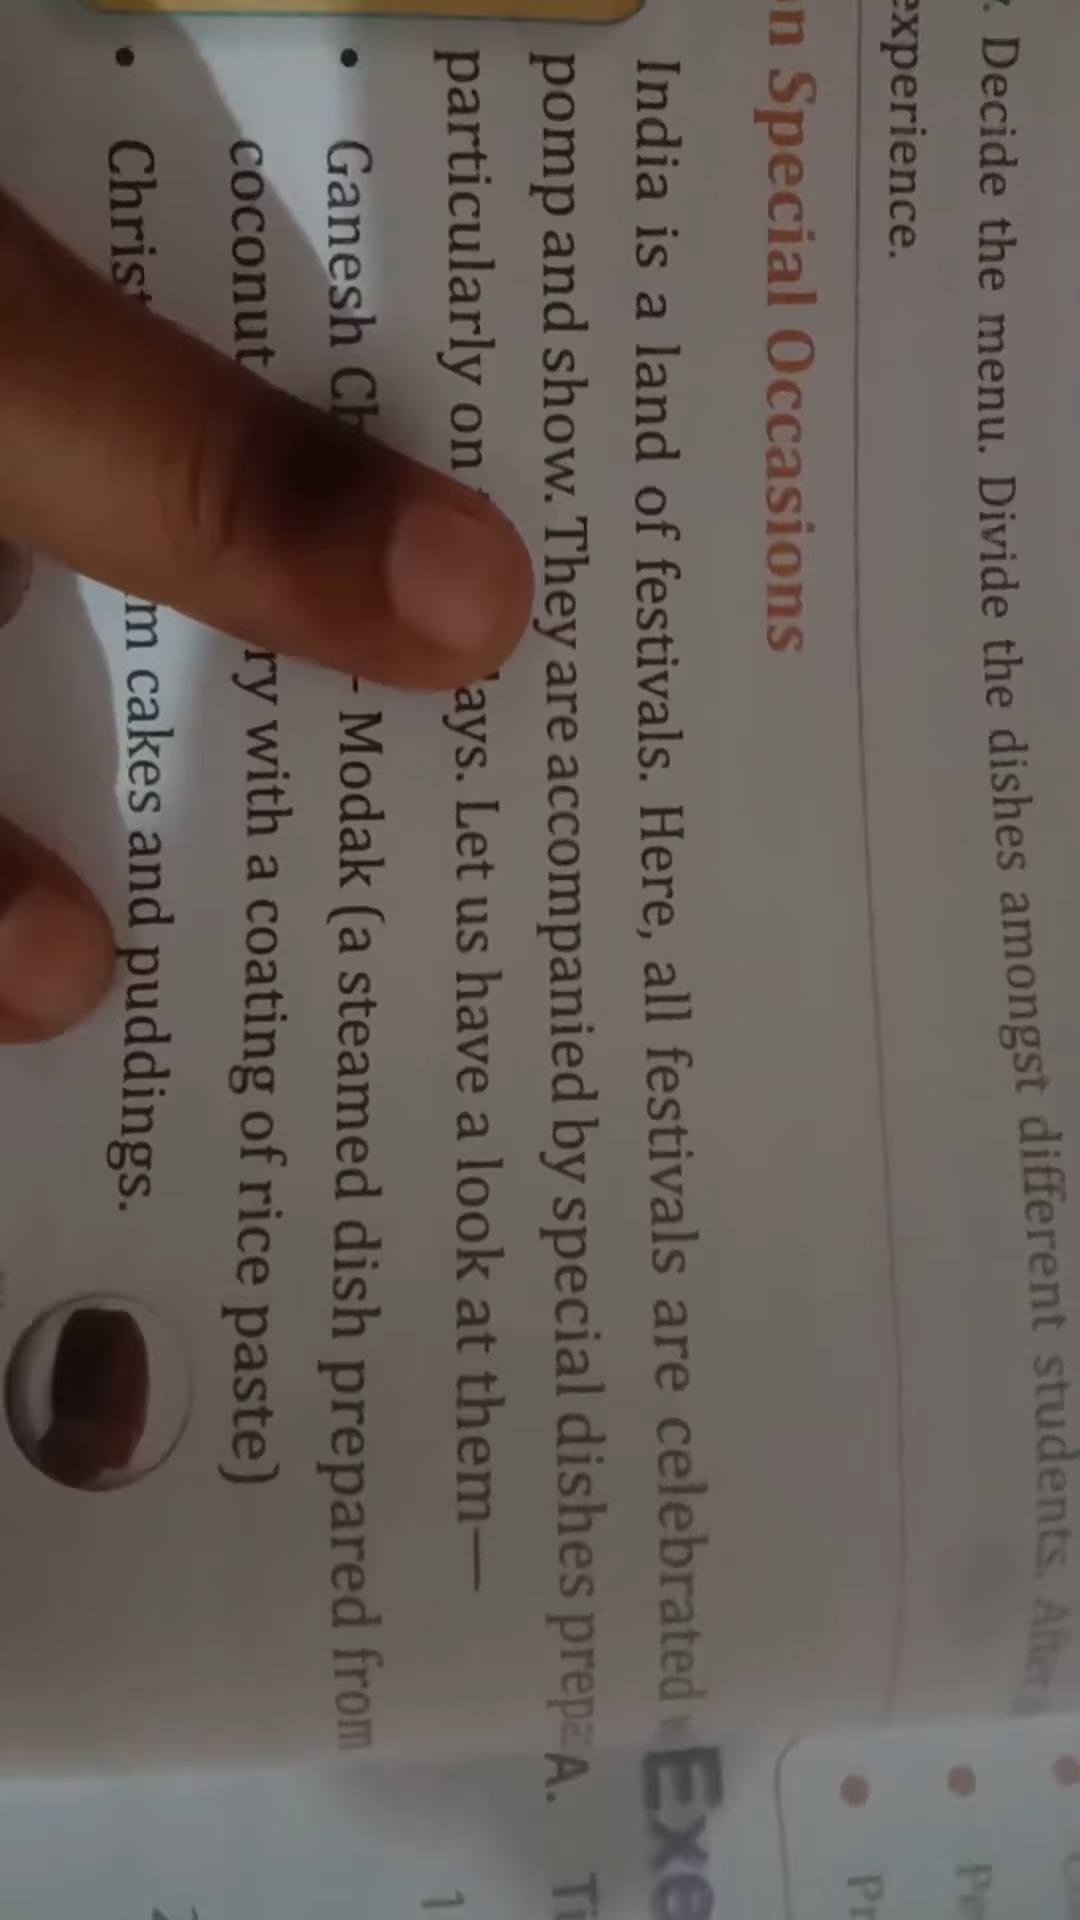 Decide the menu. Divide the dishes amongst different students. After
experience.
Special Occasions
India is a land of festivals. Here, all festivals are celebrated
pomp and show. They are accompanied by special dishes
particularly on Let us have a look at them—
• Ganesh - Modak (a steamed dish prepared from
coconut with a coating of rice paste)
• cakes and puddings.
A.
1